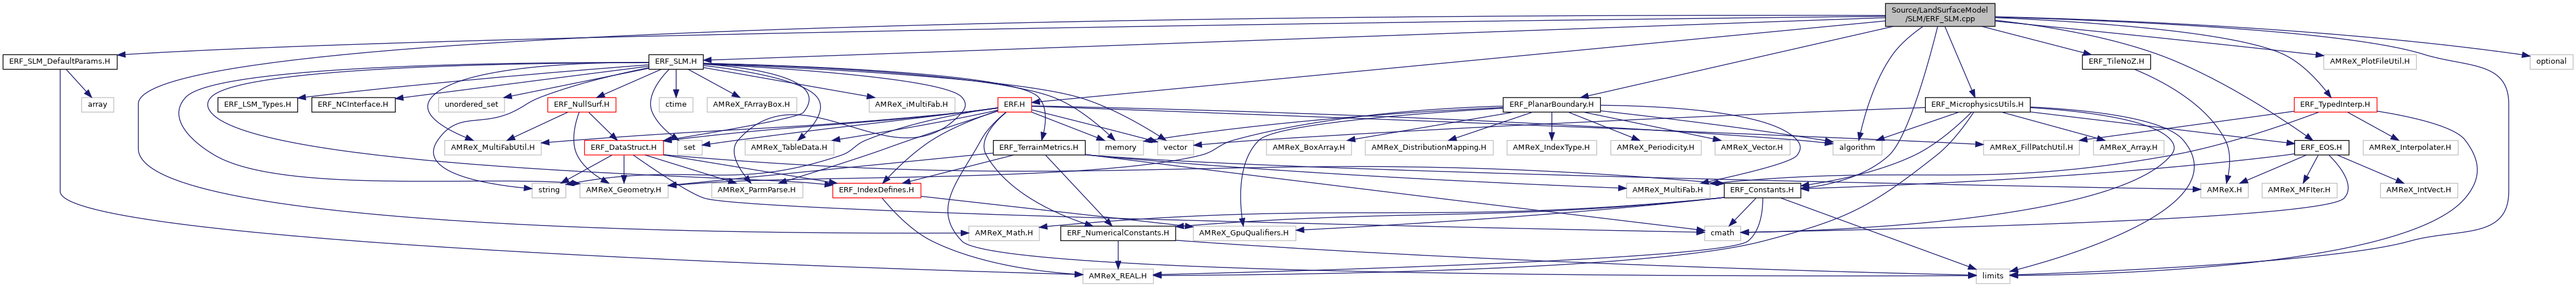 Source/LandSurfaceModel
/SLM/ERF_SLM.cpp
ERF_SLM_DefaultParams.H
ERF_SLM.H
ERF_TileNoZ.H
AMReX_PlotFileUtil.H
optional
array
ERF_LSM_Types.H
ERF_NCInterface.H
unordered_set
ERF_NullSurf.H
ctime
AMReX_FArrayBox.H
AMReX_iMultiFab.H
ERF.H
ERF_PlanarBoundary.H
ERF_MicrophysicsUtils.H
ERF_TypedInterp.H
AMReX_MultiFabUtil.H
ERF_DataStruct.H
set
AMReX_TableData.H
memory
vector
ERF_TerrainMetrics.H
AMReX_BoxArray.H
AMReX_DistributionMapping.H
AMReX_IndexType.H
AMReX_Periodicity.H
AMReX_Vector.H
algorithm
AMReX_FillPatchUtil.H
AMReX_Array.H
ERF_EOS.H
AMReX_Interpolater.H
string
AMReX_Geometry.H
AMReX_ParmParse.H
ERF_IndexDefines.H
AMReX_MultiFab.H
ERF_Constants.H
AMReX.H
AMReX_MFIter.H
AMReX_IntVect.H
AMReX_Math.H
ERF_NumericalConstants.H
AMReX_GpuQualifiers.H
cmath
AMReX_REAL.H
limits